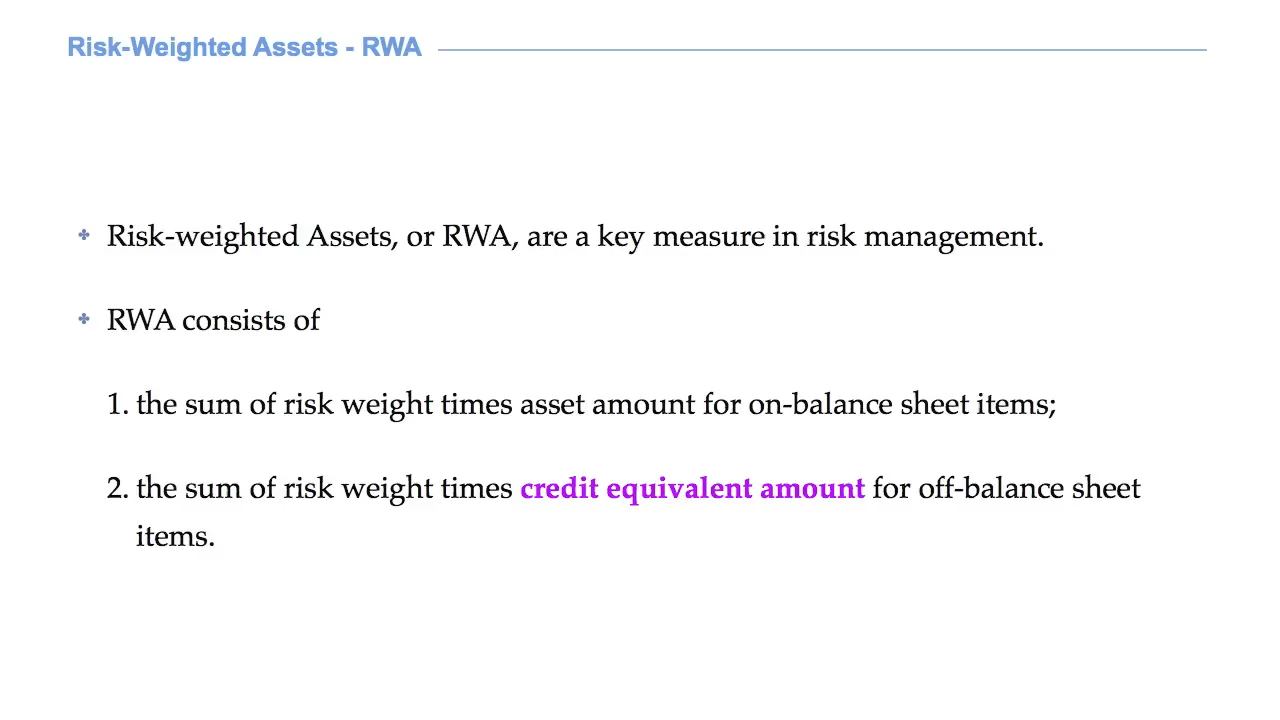 Risk-Weighted Assets - RWA
Risk-weighted Assets, or RWA, are a key measure in risk management.
RWA consists of
1. the sum of risk weight times asset amount for on-balance sheet items;
2. the sum of risk weight times credit equivalent amount for off-balance sheet
items.